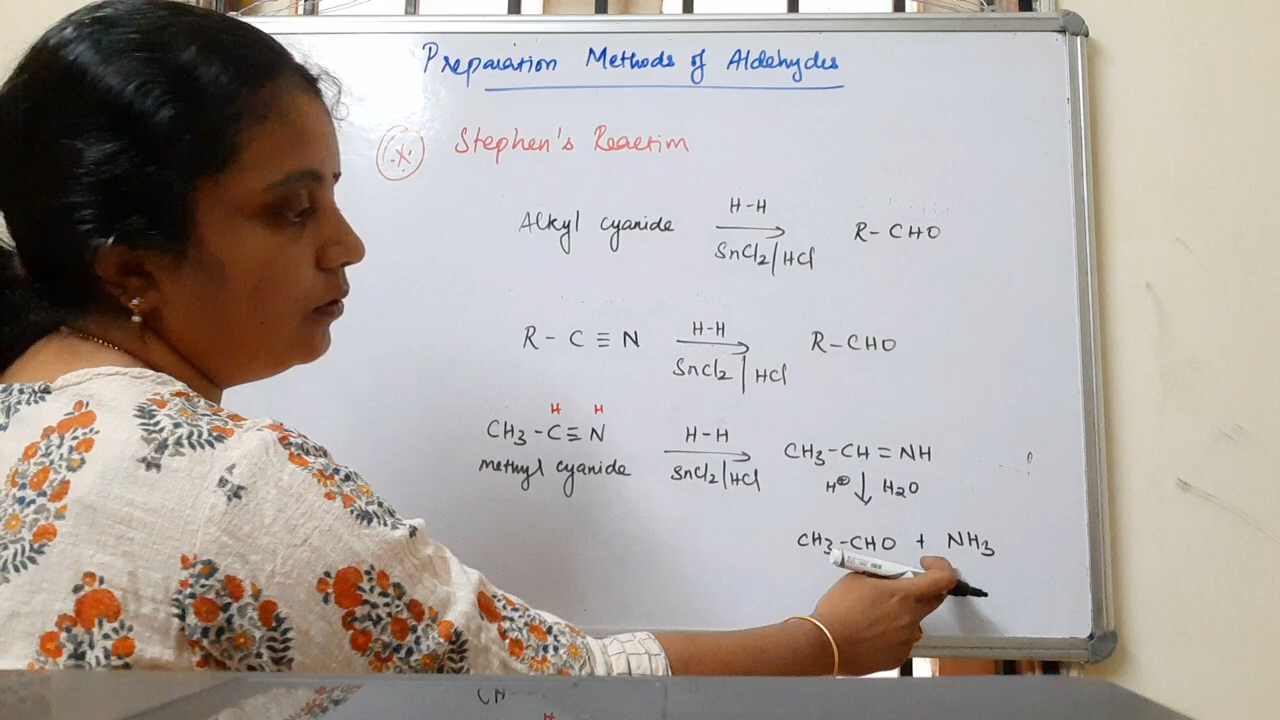 Preparation Methods of Aldehydes
(*) Stephen's Reaction
H-H
Alkyl cyanide → R-CHO
SnCl2/HCl
H-H
R-C≡N → R-CHO
SnCl2/HCl
H H
CH3-C≡N H-H → CH3-CH=NH
methyl cyanide SnCl2/HCl
H⊕ ↓ H2O
CH3-CHO + NH3